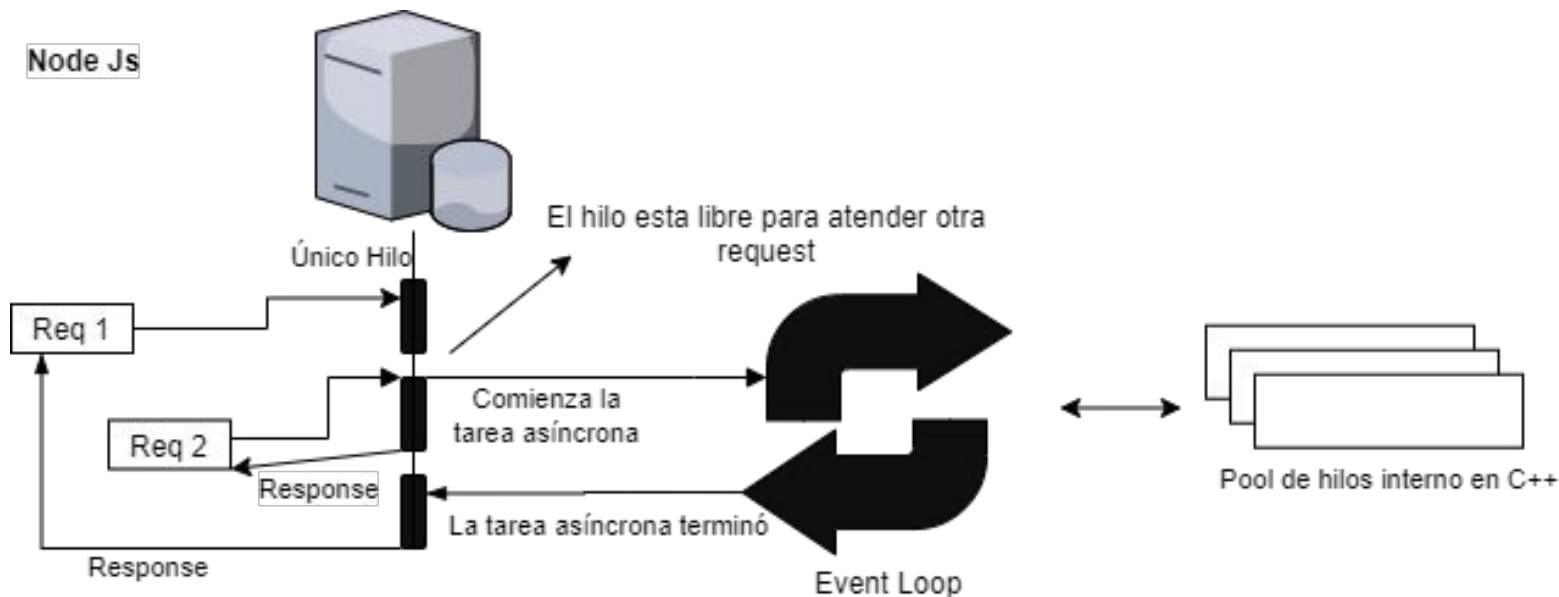 Node Js
El hilo esta libre para atender otra
request
Único Hilo
Req 1
Comienza la
tarea asíncrona
Req 2
Response
La tarea asíncrona terminó
Pool de hilos interno en C++
Response
Event Loop